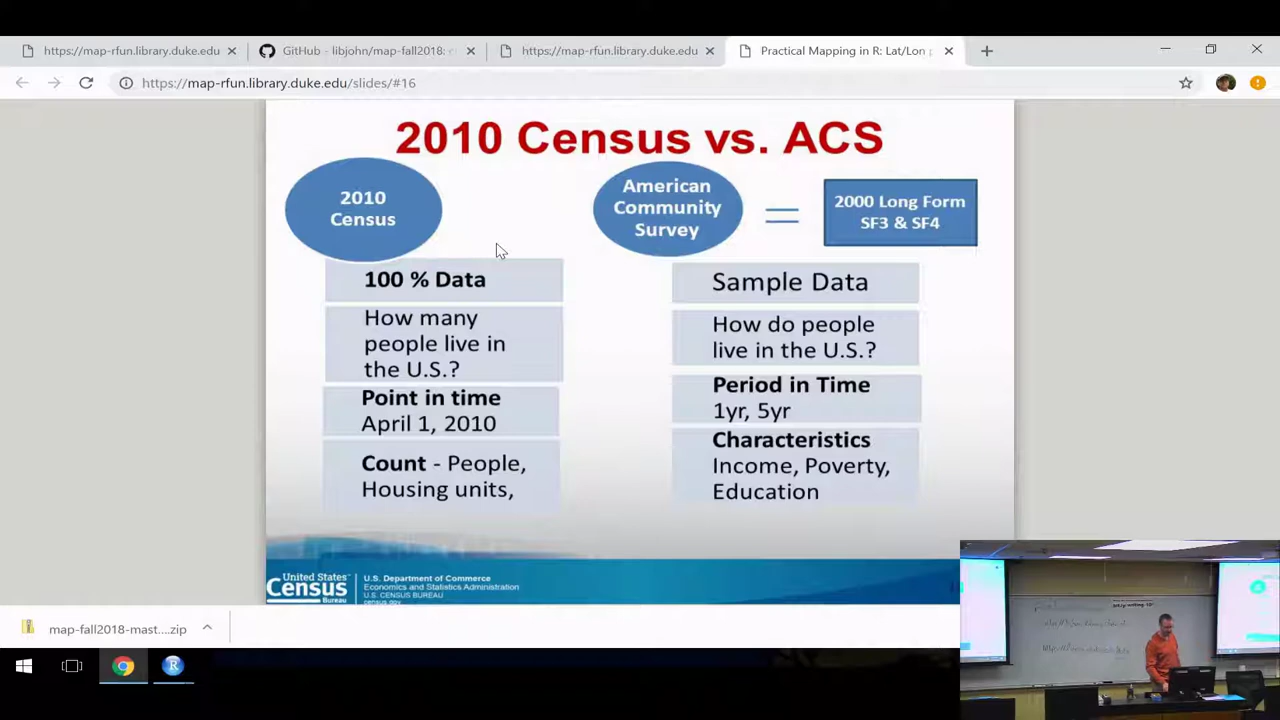 https://map-rfun.library.duke.edu
GitHub - libjohn/map-fall2018:
https://map-rfun.library.duke.edu
Practical Mapping in R: Lat/Lon
https://map-rfun.library.duke.edu/slides/#16
2010 Census vs. ACS
2010
Census
100 % Data
How many
people live in
the U.S.?
Point in time
April 1, 2010
Count - People,
Housing units,
American
Community
Survey
=
2000 Long Form
SF3 & SF4
Sample Data
How do people
live in the U.S.?
Period in Time
1yr, 5yr
Characteristics
Income, Poverty,
Education
United States™
Census
Bureau
U.S. Department of Commerce
Economics and Statistics Administration
U.S. CENSUS BUREAU
census.gov
map-fall2018-mast....zip